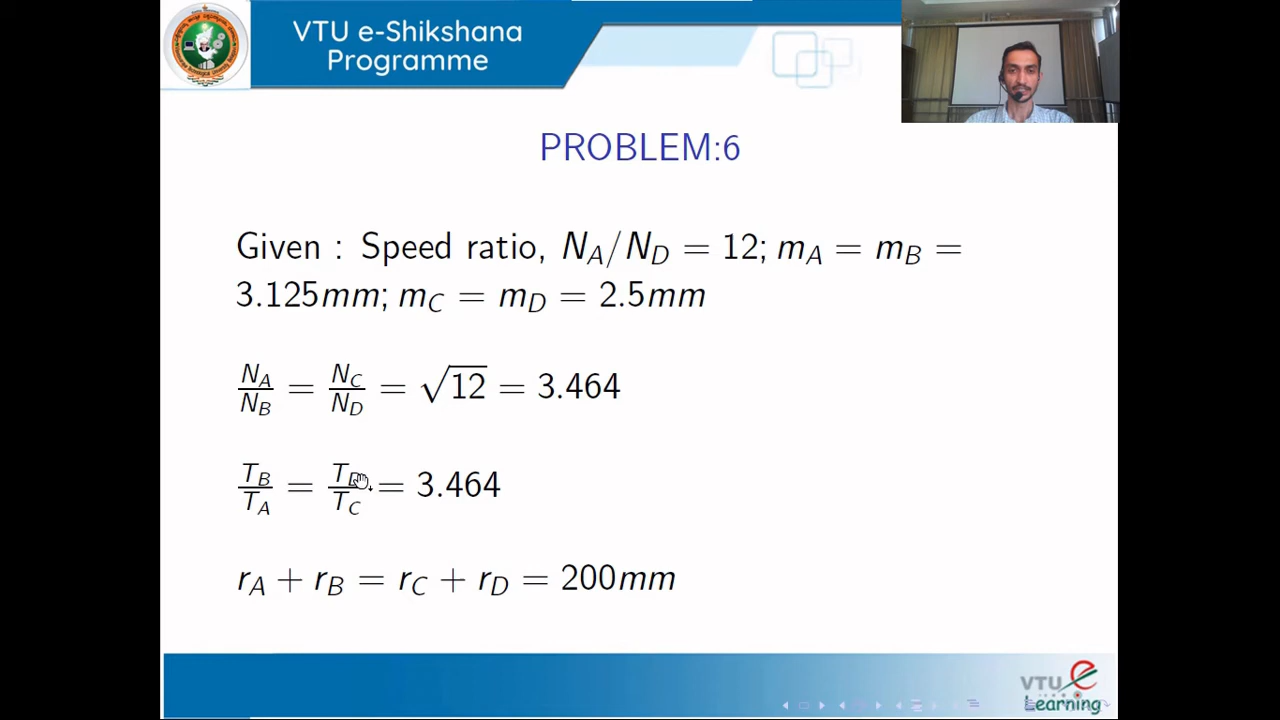 VTU e-Shikshana
Programme
PROBLEM:6
Given : Speed ratio, N_A/N_D = 12; m_A = m_B =
3.125mm; m_C = m_D = 2.5mm
N_A/N_B = N_C/N_D = √12 = 3.464
T_B/T_A = T_D/T_C = 3.464
r_A + r_B = r_C + r_D = 200mm
VTU e
Learning